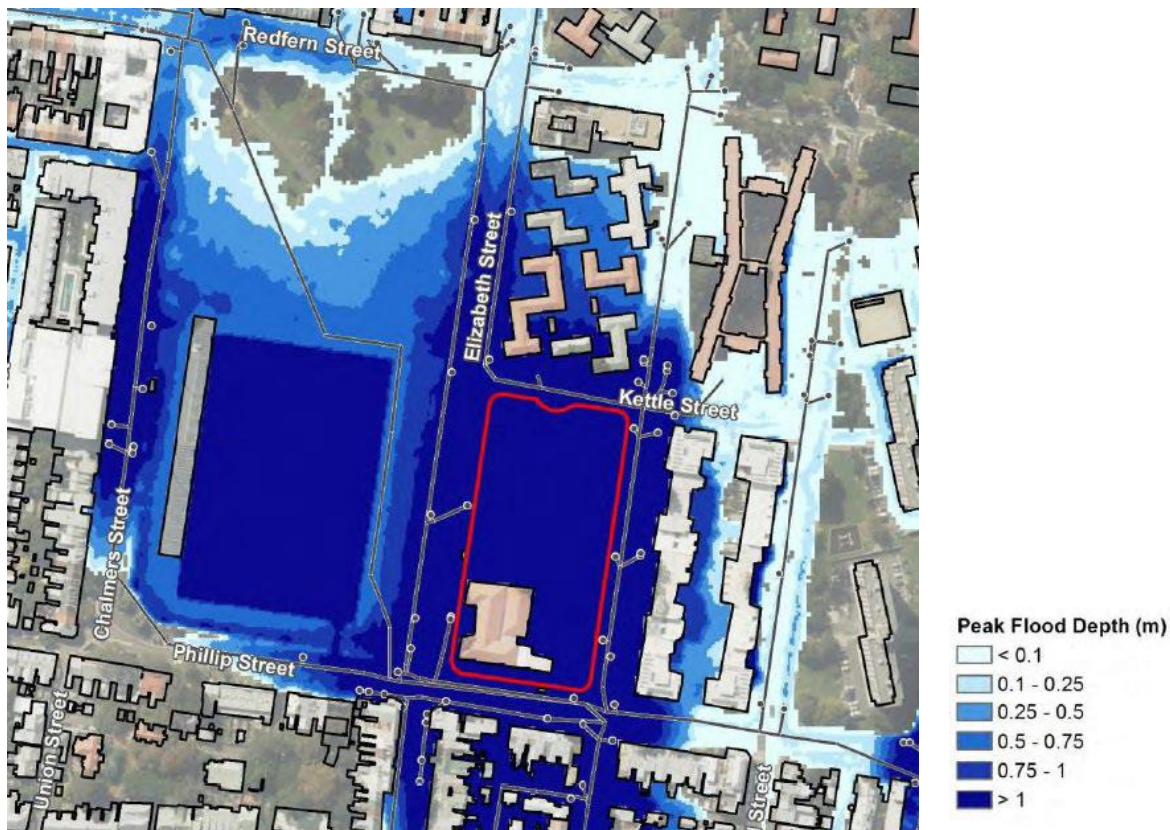 Redfern Street
Elizabeth Street
Kettle Street
Chalmers Street
Phillip Street
Union Street
Street
Peak Flood Depth (m)
< 0.1
0.1 - 0.25
0.25 - 0.5
0.5 - 0.75
0.75 - 1
> 1